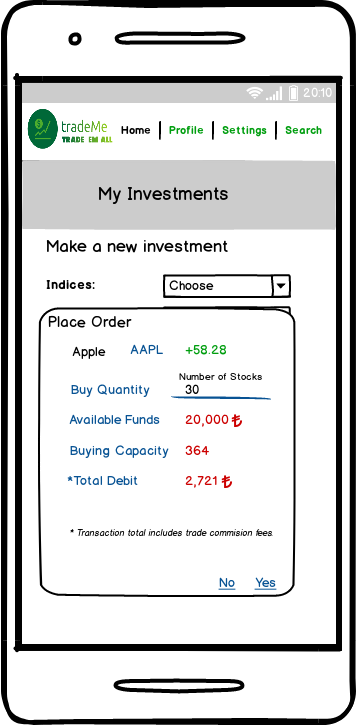 20:10
tradeMe
TRADE EM ALL
Home | Profile | Settings | Search
My Investments
Make a new investment
Indices: Choose
Place Order
Apple AAPL +58.28
Number of Stocks
Buy Quantity 30
Available Funds 20,000 ₺
Buying Capacity 364
*Total Debit 2,721 ₺
* Transaction total includes trade commision fees.
No Yes